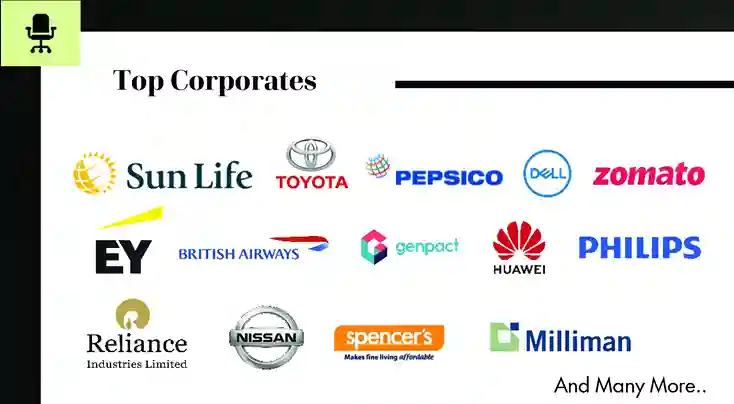 Top Corporates
Sun Life
TOYOTA
PEPSICO
DELL
zomato
EY
BRITISH AIRWAYS
genpact
HUAWEI
PHILIPS
Reliance
Industries Limited
NISSAN
spencer's
Makes fine living affordable
Milliman
And Many More..